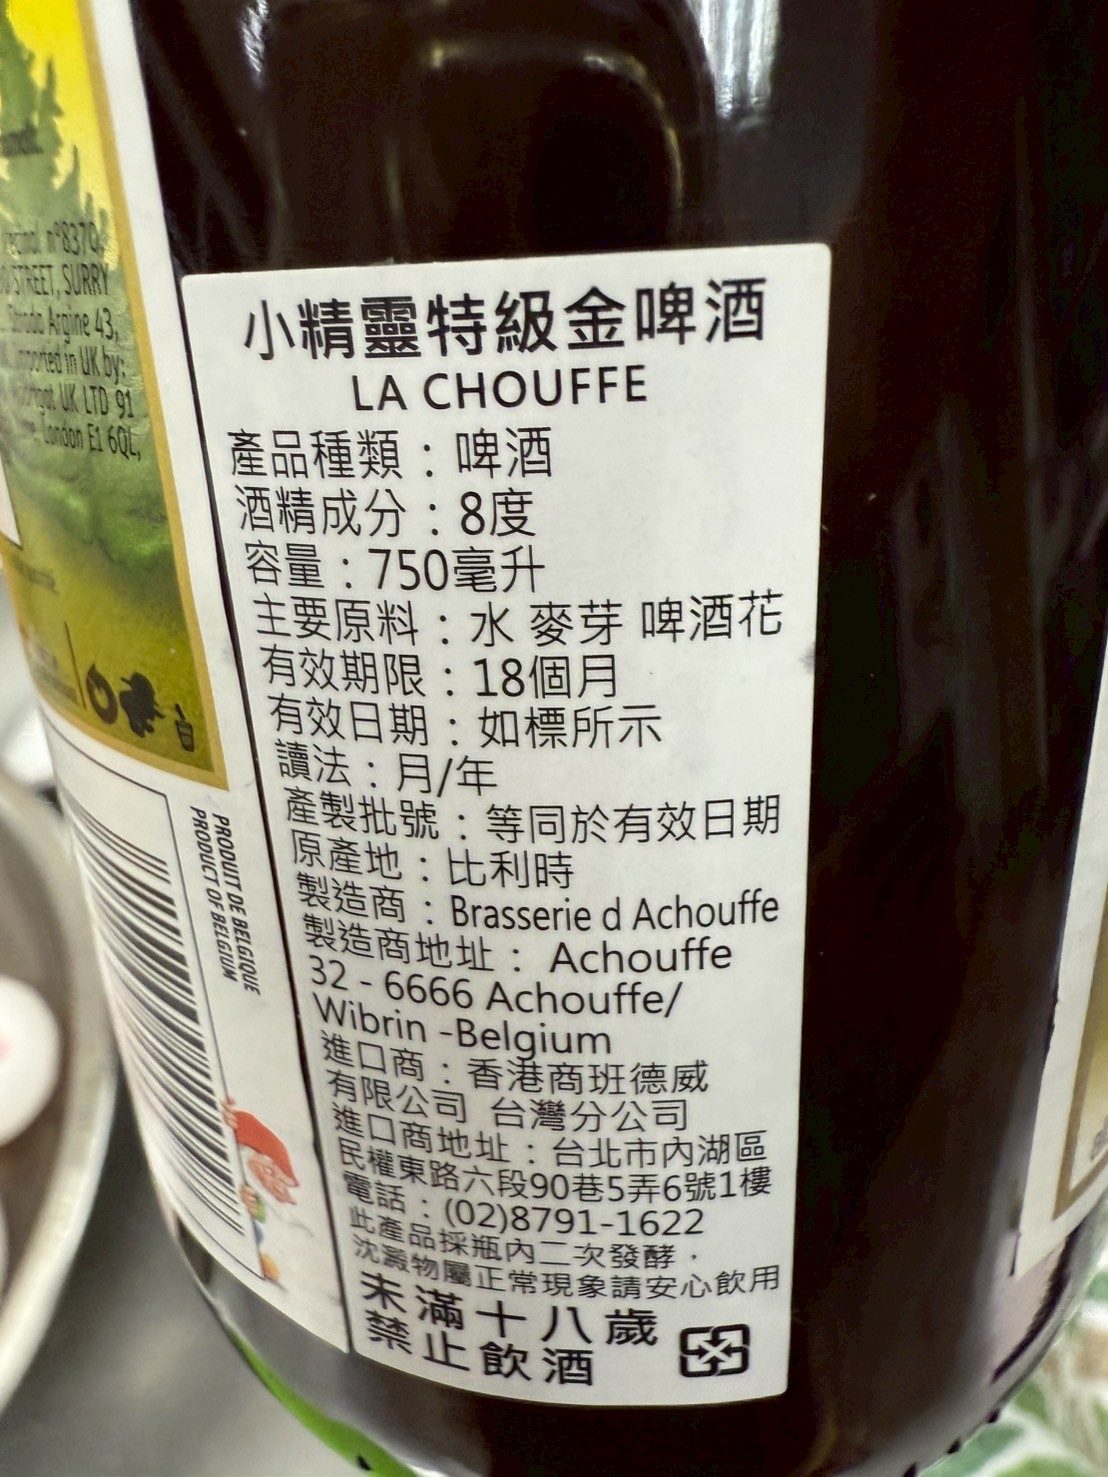 n°8370
STREET, SURRY
Argine 43,
in UK by:
UK LTD 91
London E1 6QL,
PRODUIT DE BELGIQUE
PRODUCT OF BELGIUM
小精靈特級金啤酒
LA CHOUFFE
產品種類：啤酒
酒精成分：8度
容量：750毫升
主要原料：水 麥芽 啤酒花
有效期限：18個月
有效日期：如標所示
讀法：月/年
產製批號：等同於有效日期
原產地：比利時
製造商：Brasserie d Achouffe
製造商地址： Achouffe
32 - 6666 Achouffe/
Wibrin -Belgium
進口商：香港商班德威
有限公司 台灣分公司
進口商地址：台北市內湖區
民權東路六段90巷5弄6號1樓
電話：(02)8791-1622
此產品採瓶內二次發酵，
沈澱物屬正常現象請安心飲用
未滿十八歲
禁止飲酒